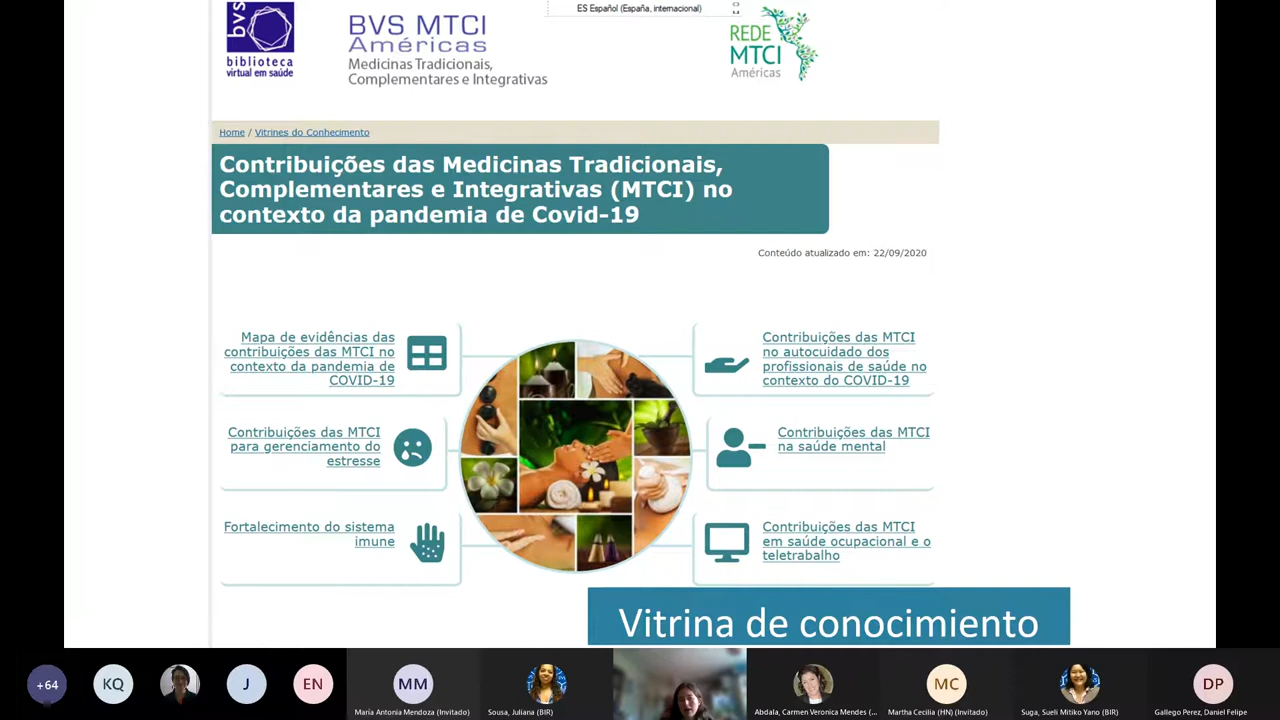 ES Español (España, internacional)
bvs
biblioteca
virtual em saúde
BVS MTCI
Américas
Medicinas Tradicionais,
Complementares e Integrativas
REDE
MTCI
Américas
Home / Vitrines do Conhecimento
Contribuições das Medicinas Tradicionais,
Complementares e Integrativas (MTCI) no
contexto da pandemia de Covid-19
Conteúdo atualizado em: 22/09/2020
Mapa de evidências das
contribuições das MTCI no
contexto da pandemia de
COVID-19
Contribuições das MTCI
no autocuidado dos
profissionais de saúde no
contexto do COVID-19
Contribuições das MTCI
para gerenciamento do
estresse
Contribuições das MTCI
na saúde mental
Fortalecimento do sistema
imune
Contribuições das MTCI
em saúde ocupacional e o
teletrabalho
Vitrina de conocimiento
+64
KQ
J
EN
MM
María Antonia Mendoza (Invitado)
Sousa, Juliana (BIR)
Abdala, Carmen Veronica Mendes (...
MC
Martha Cecilia (HN) (Invitado)
Suga, Sueli Mitiko Yano (BIR)
DP
Gallego Perez, Daniel Felipe